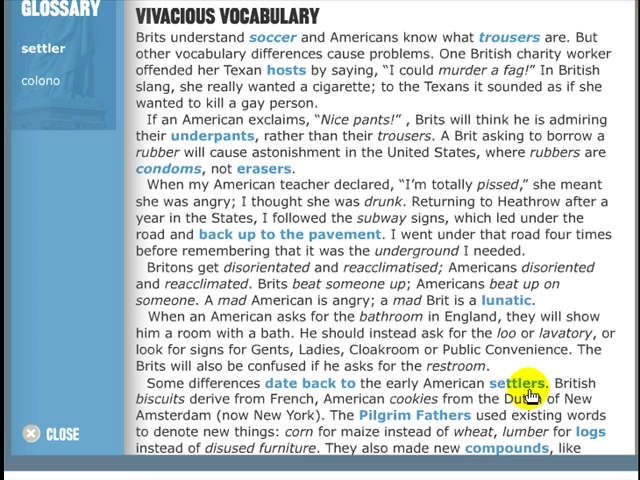 GLOSSARY
settler
colono
VIVACIOUS VOCABULARY
Brits understand soccer and Americans know what trousers are. But
other vocabulary differences cause problems. One British charity worker
offended her Texan hosts by saying, “I could murder a fag!” In British
slang, she really wanted a cigarette; to the Texans it sounded as if she
wanted to kill a gay person.
If an American exclaims, “Nice pants!” , Brits will think he is admiring
their underpants, rather than their trousers. A Brit asking to borrow a
rubber will cause astonishment in the United States, where rubbers are
condoms, not erasers.
When my American teacher declared, “I’m totally pissed,” she meant
she was angry; I thought she was drunk. Returning to Heathrow after a
year in the States, I followed the subway signs, which led under the
road and back up to the pavement. I went under that road four times
before remembering that it was the underground I needed.
Britons get disorientated and reacclimatised; Americans disoriented
and reacclimated. Brits beat someone up; Americans beat up on
someone. A mad American is angry; a mad Brit is a lunatic.
When an American asks for the bathroom in England, they will show
him a room with a bath. He should instead ask for the loo or lavatory, or
look for signs for Gents, Ladies, Cloakroom or Public Convenience. The
Brits will also be confused if he asks for the restroom.
Some differences date back to the early American settlers. British
biscuits derive from French, American cookies from the Dutch of New
Amsterdam (now New York). The Pilgrim Fathers used existing words
to denote new things: corn for maize instead of wheat, lumber for logs
instead of disused furniture. They also made new compounds, like
CLOSE